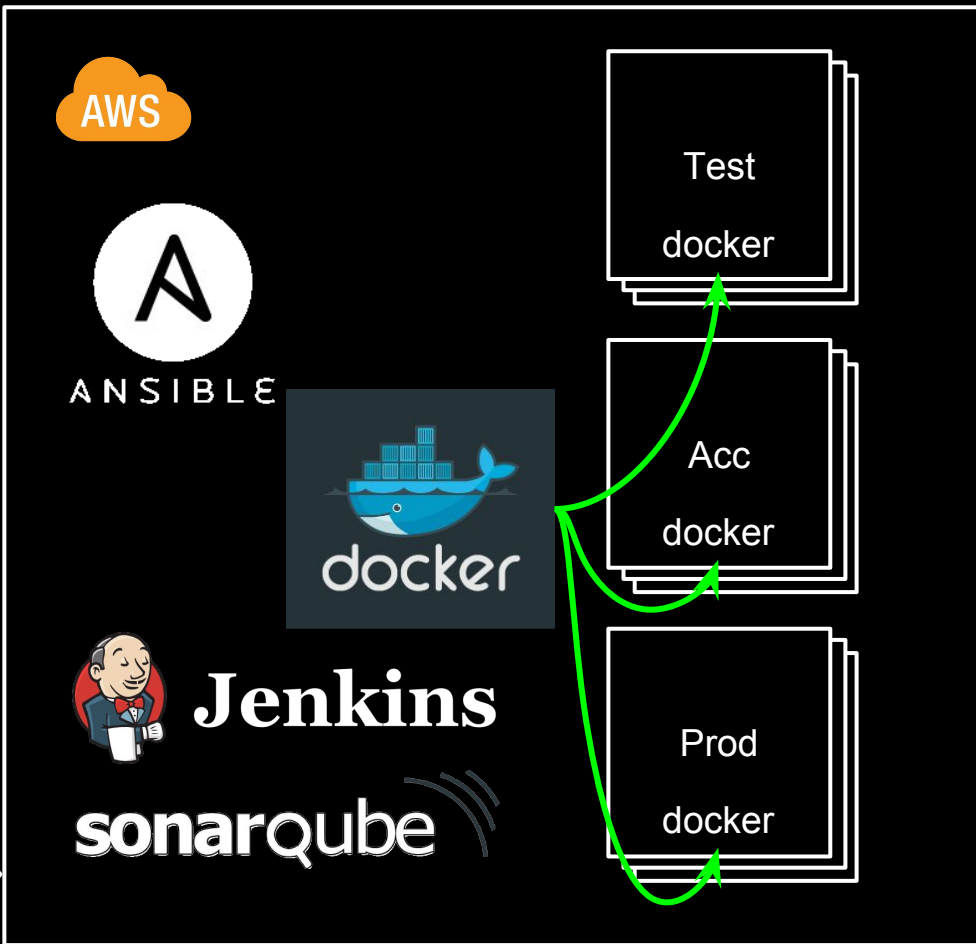 AWS
ANSIBLE
docker
Jenkins
sonarqube
Test
docker
Acc
docker
Prod
docker